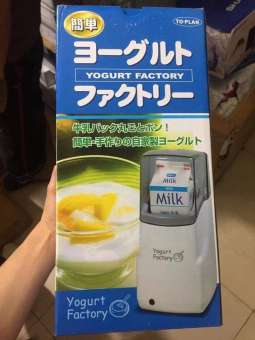 簡単
TO-PLAN
ヨーグルト
YOGURT FACTORY
ファクトリー
牛乳パック丸ごとポン！
簡単・手作りの自家製ヨーグルト
Milk
Milk
Yogurt
Factory
Yogurt
Factory